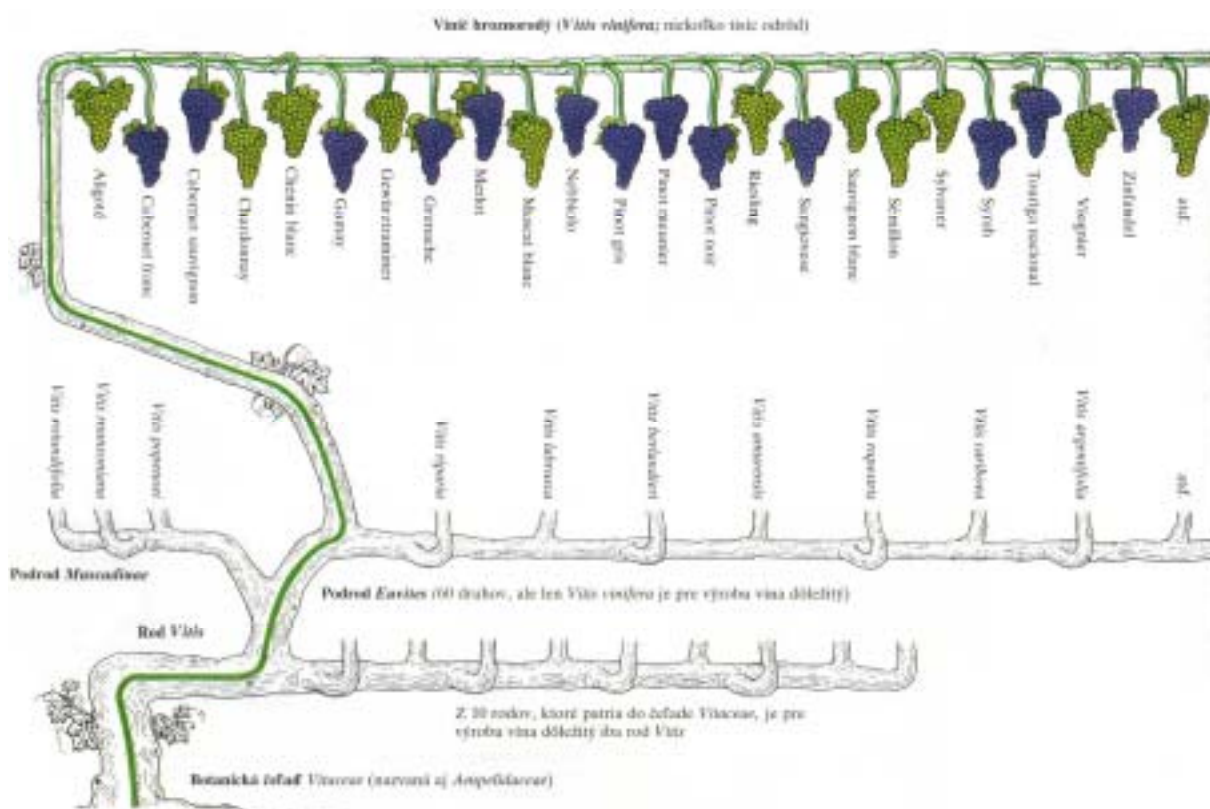 Vinič hroznorodý (Vitis vinifera; niekoľko tisíc odrôd)
Aligoté
Cabernet franc
Cabernet sauvignon
Chardonnay
Chenin blanc
Gamay
Gewürztraminer
Grenache
Merlot
Muscat blanc
Nebbiolo
Pinot gris
Pinot meunier
Pinot noir
Riesling
Sangiovese
Sauvignon blanc
Sémillon
Sylvaner
Syrah
Touriga nacional
Viognier
Zinfandel
atď.
Vitis rotundifolia
Vitis munsoniana
Vitis popenoei
Vitis riparia
Vitis labrusca
Vitis berlandieri
Vitis amurensis
Vitis rupestris
Vitis
Vitis
atď.
Podrod Muscadinae
Podrod Euvites (60 druhov, ale len Vitis vinifera je pre výrobu vína dôležitý)
Rod Vitis
Z 10 rodov, ktoré patria do čeľade Vitaceae, je pre
výrobu vína dôležitý iba rod Vitis
Botanická čeľaď Vitaceae (nazvaná aj Ampelidaceae)